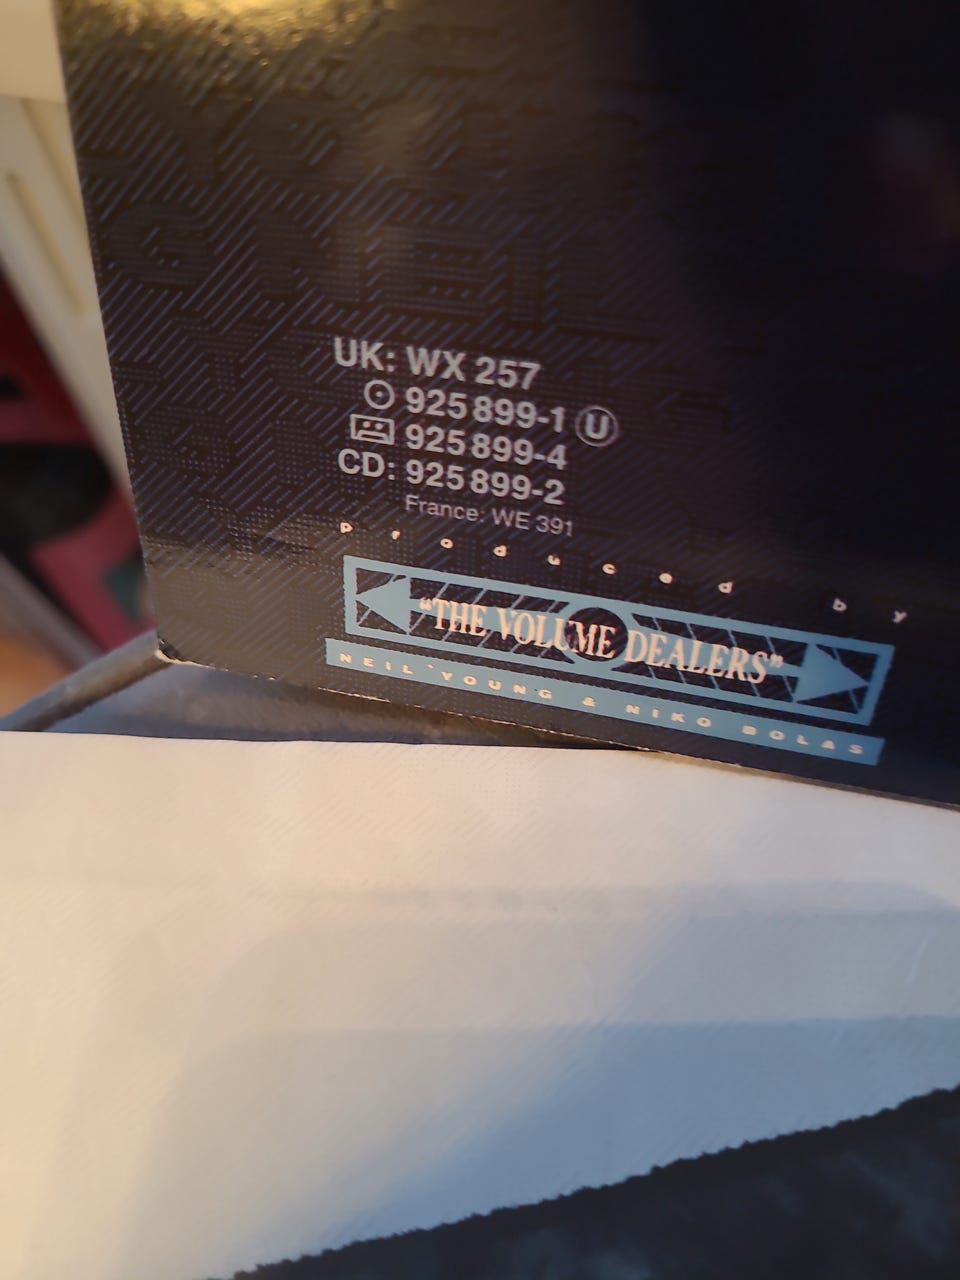 UK: WX 257
925 899-1 U
925 899-4
CD: 925 899-2
France: WE 391
Produced by
"THE VOLUME DEALERS"
NEIL YOUNG & NIKO BOLAS